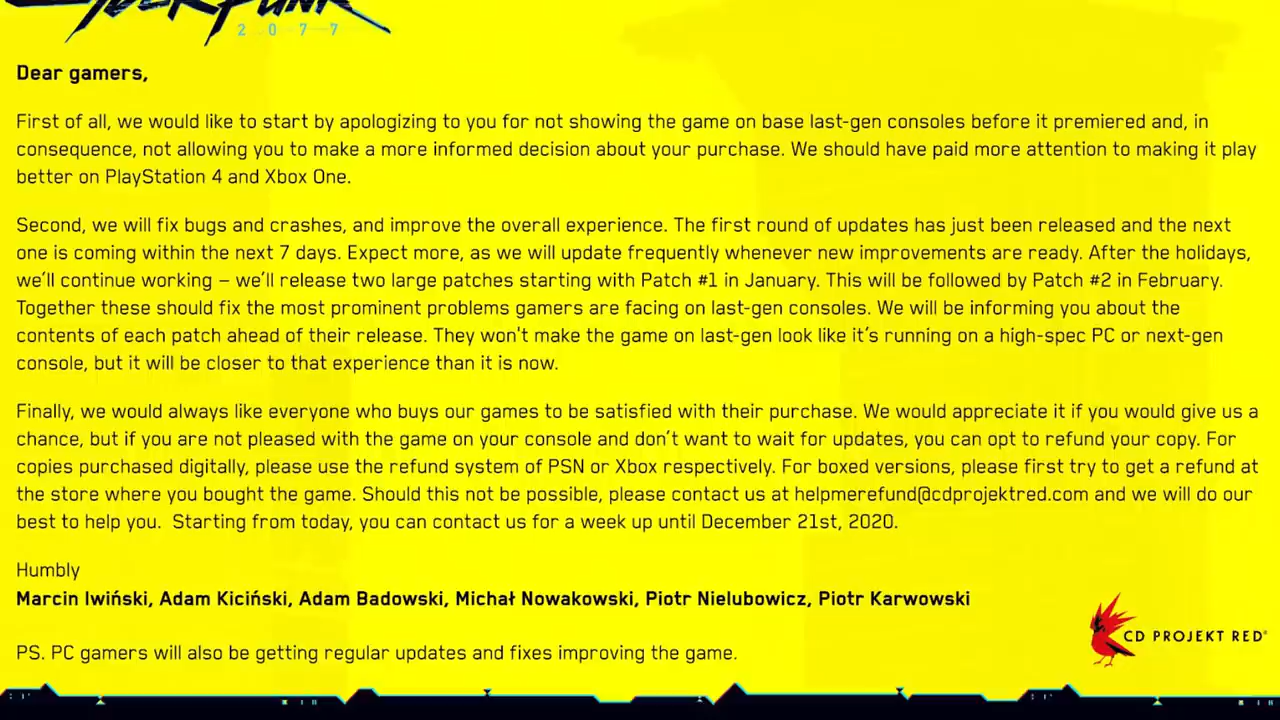 CYBERPUNK
2077
Dear gamers,
First of all, we would like to start by apologizing to you for not showing the game on base last-gen consoles before it premiered and, in
consequence, not allowing you to make a more informed decision about your purchase. We should have paid more attention to making it play
better on PlayStation 4 and Xbox One.
Second, we will fix bugs and crashes, and improve the overall experience. The first round of updates has just been released and the next
one is coming within the next 7 days. Expect more, as we will update frequently whenever new improvements are ready. After the holidays,
we’ll continue working – we’ll release two large patches starting with Patch #1 in January. This will be followed by Patch #2 in February.
Together these should fix the most prominent problems gamers are facing on last-gen consoles. We will be informing you about the
contents of each patch ahead of their release. They won't make the game on last-gen look like it’s running on a high-spec PC or next-gen
console, but it will be closer to that experience than it is now.
Finally, we would always like everyone who buys our games to be satisfied with their purchase. We would appreciate it if you would give us a
chance, but if you are not pleased with the game on your console and don’t want to wait for updates, you can opt to refund your copy. For
copies purchased digitally, please use the refund system of PSN or Xbox respectively. For boxed versions, please first try to get a refund at
the store where you bought the game. Should this not be possible, please contact us at helpmerefund@cdprojektred.com and we will do our
best to help you. Starting from today, you can contact us for a week up until December 21st, 2020.
Humbly
Marcin Iwiński, Adam Kiciński, Adam Badowski, Michał Nowakowski, Piotr Nielubowicz, Piotr Karwowski
CD PROJEKT RED®
PS. PC gamers will also be getting regular updates and fixes improving the game.